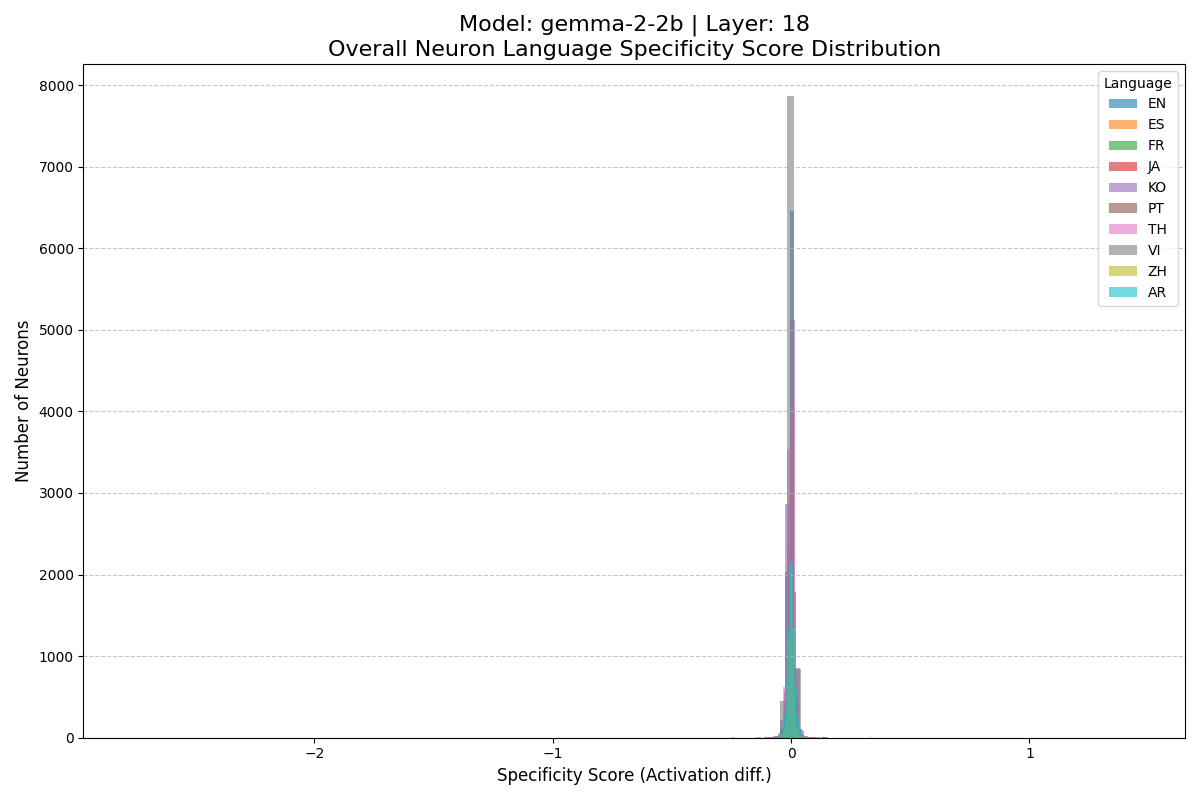 Model: gemma-2-2b | Layer: 18
Overall Neuron Language Specificity Score Distribution
Number of Neurons
8000
7000
6000
5000
4000
3000
2000
1000
0
−2
−1
0
1
Specificity Score (Activation diff.)
Language
EN
ES
FR
JA
KO
PT
TH
VI
ZH
AR